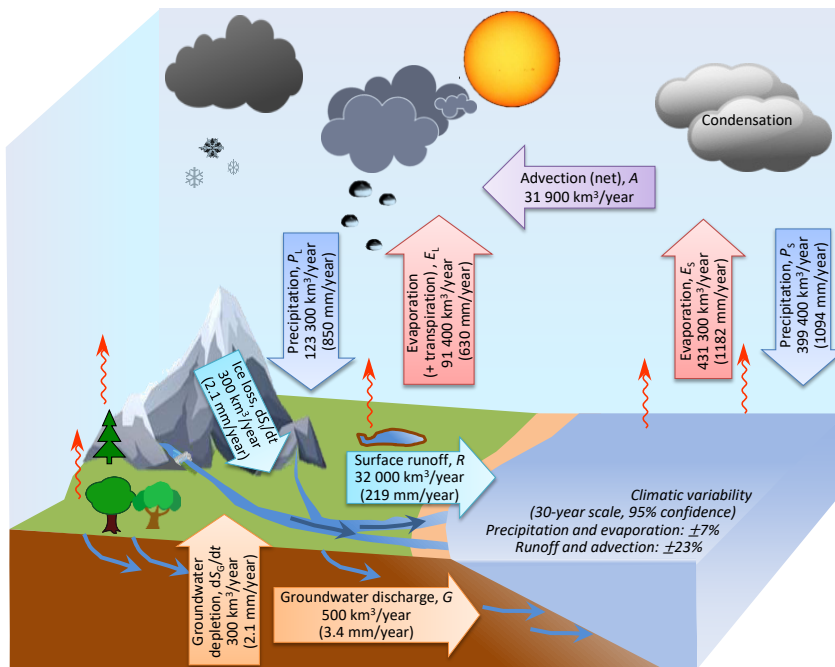 Condensation
Advection (net), A
31 900 km³/year
Precipitation, P_L
123 300 km³/year
(850 mm/year)
Evaporation
(+ transpiration), E_L
91 400 km³/year
(630 mm/year)
Evaporation, E_S
431 300 km³/year
(1182 mm/year)
Precipitation, P_S
399 400 km³/year
(1094 mm/year)
Ice loss, dS_I/dt
300 km³/year
(2.1 mm/year)
Surface runoff, R
32 000 km³/year
(219 mm/year)
Climatic variability
(30-year scale, 95% confidence)
Precipitation and evaporation: ±7%
Runoff and advection: ±23%
Groundwater
depletion, dS_G/dt
300 km³/year
(2.1 mm/year)
Groundwater discharge, G
500 km³/year
(3.4 mm/year)